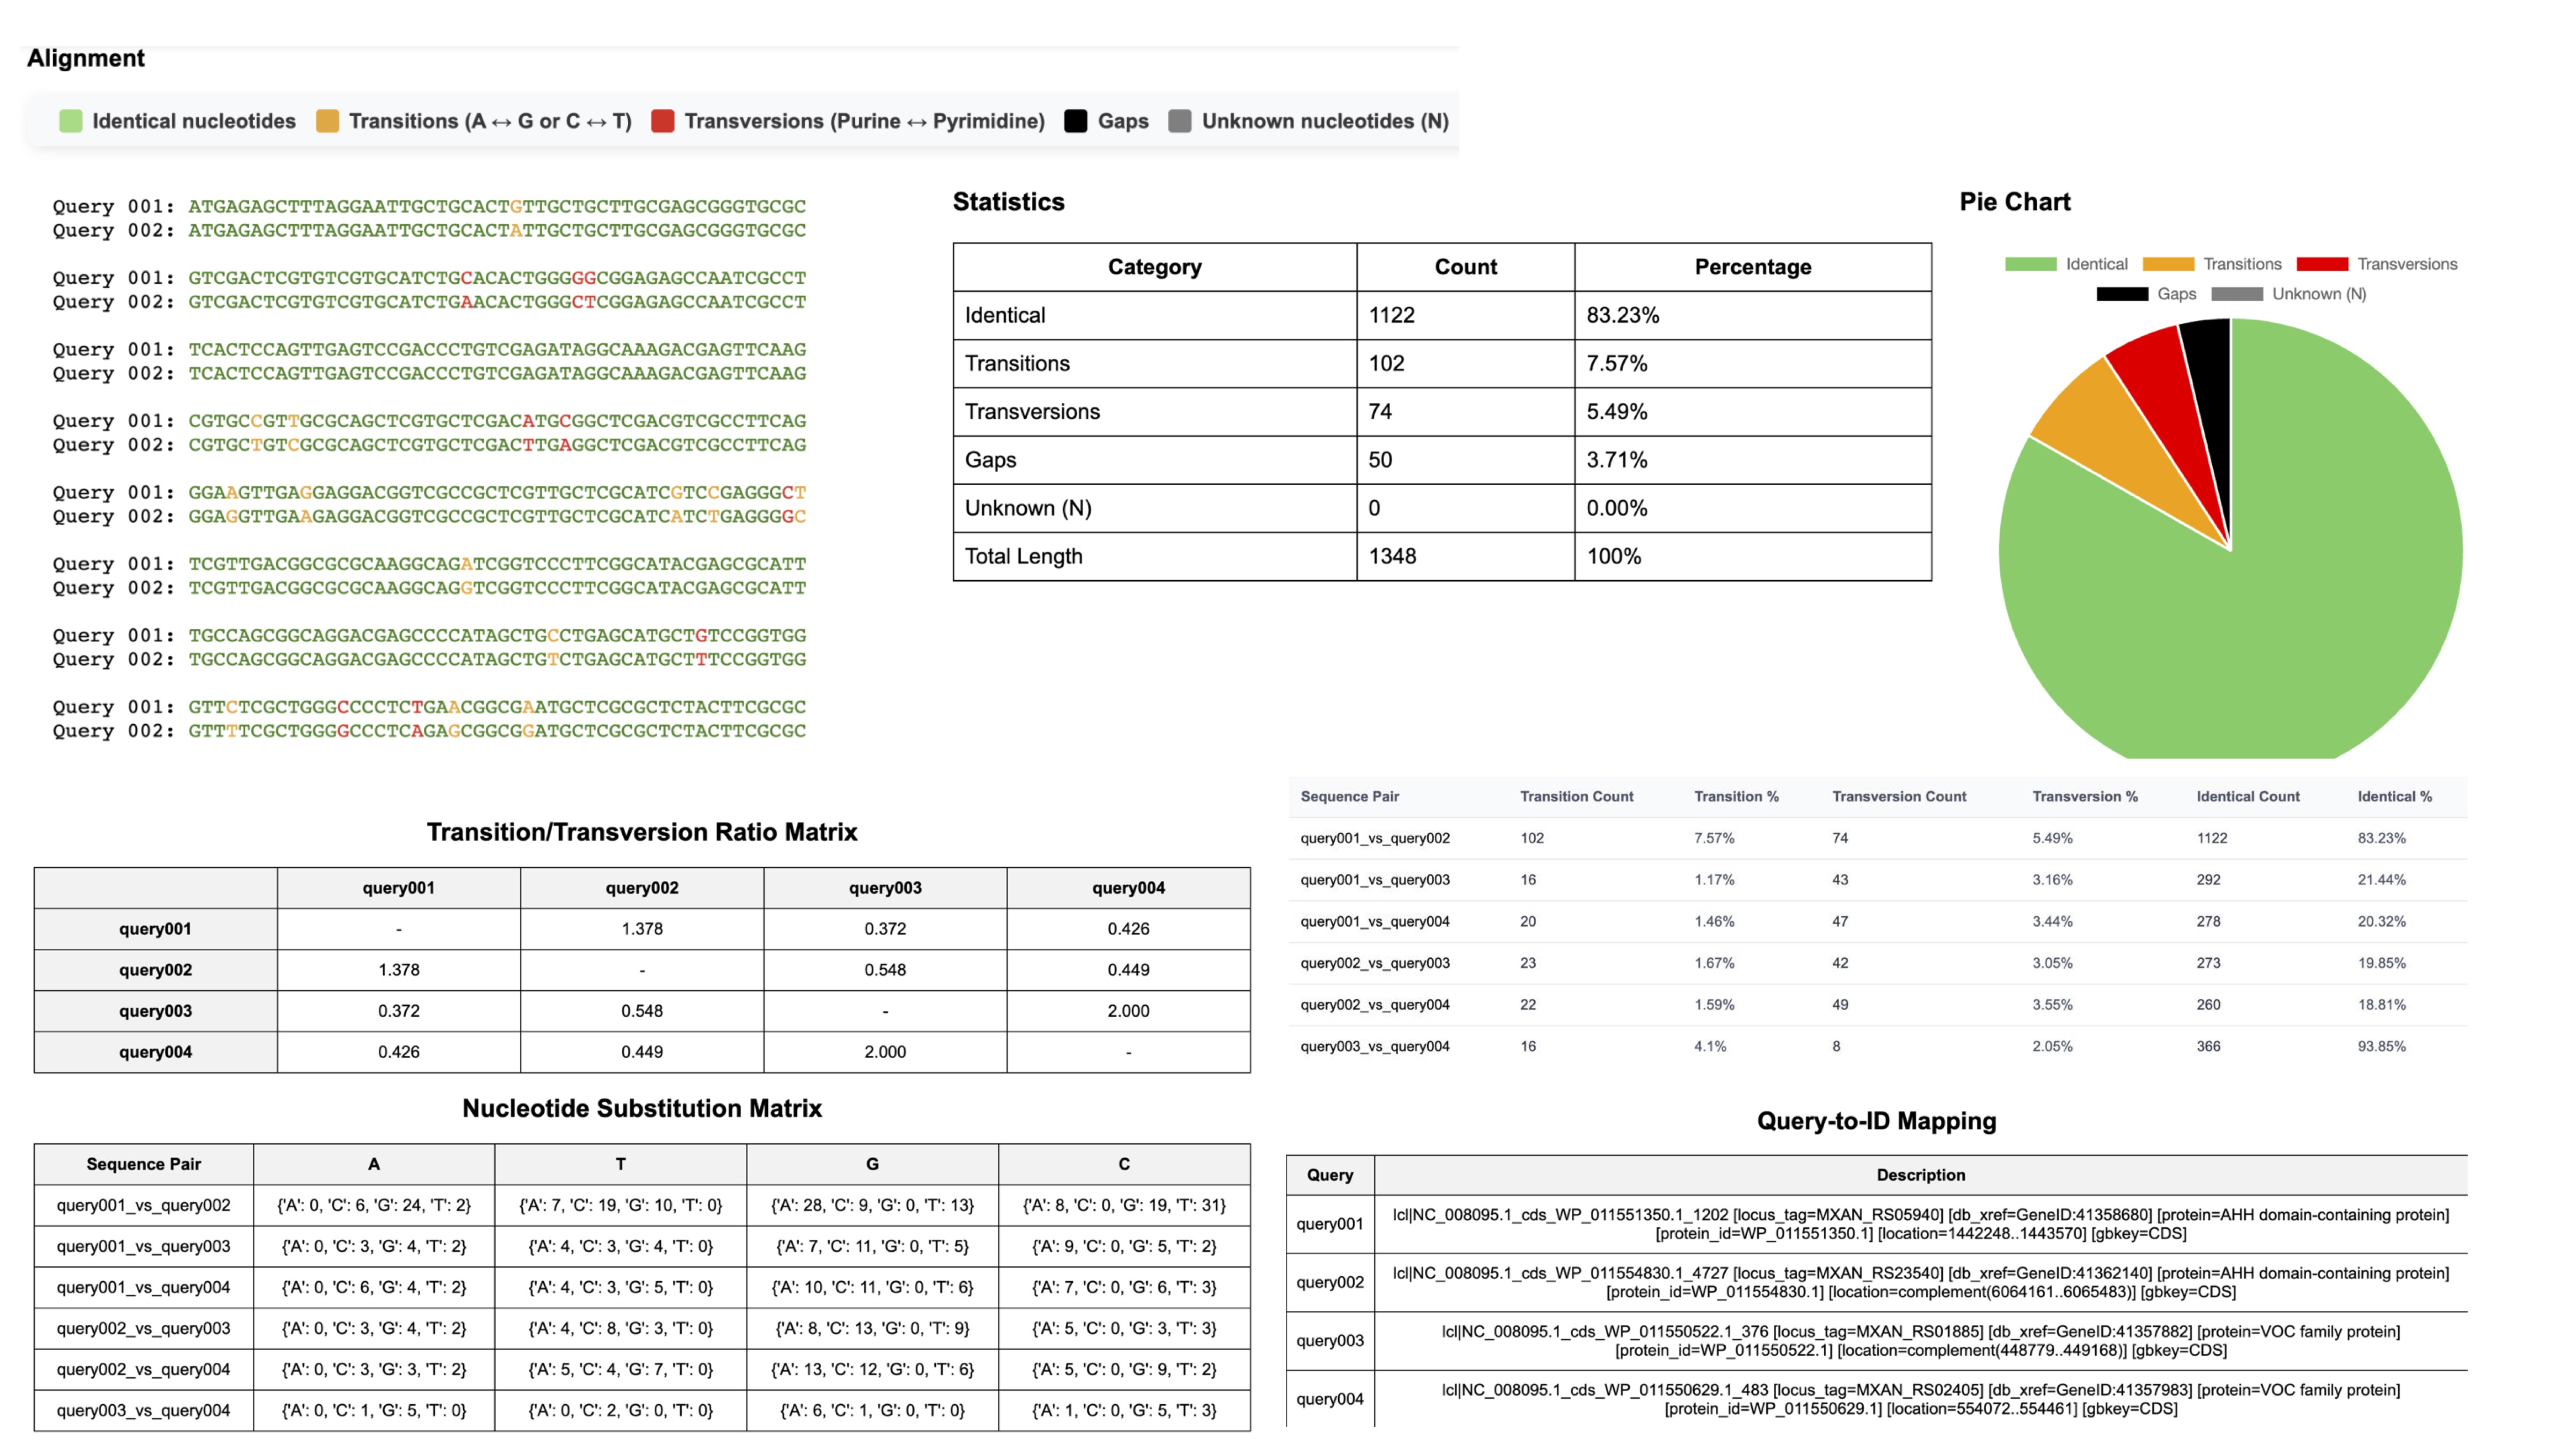 Alignment
Identical nucleotides Transitions (A ↔ G or C ↔ T) Transversions (Purine ↔ Pyrimidine) Gaps Unknown nucleotides (N)
Query 001: ATGAGAGCTTTAGGAATTGCTGCACTGTTGCTGCTTGCGAGCGGGTGCGC
Query 002: ATGAGAGCTTTAGGAATTGCTGCACTATTGCTGCTTGCGAGCGGGTGCGC
Query 001: GTCGACTCGTGTCGTGCATCTGCACACTGGGGGCGGAGAGCCAATCGCCT
Query 002: GTCGACTCGTGTCGTGCATCTGAACACTGGGCTCGGAGAGCCAATCGCCT
Query 001: TCACTCCAGTTGAGTCCGACCCTGTCGAGATAGGCAAAGACGAGTTCAAG
Query 002: TCACTCCAGTTGAGTCCGACCCTGTCGAGATAGGCAAAGACGAGTTCAAG
Query 001: CGTGCCGTTGCGCAGCTCGTGCTCGACATGCGGCTCGACGTCGCCTTCAG
Query 002: CGTGCTGTCGCGCAGCTCGTGCTCGACTTGAGGCTCGACGTCGCCTTCAG
Query 001: GGAAGTTGAGGAGGACGGTCGCCGCTCGTTGCTCGCATCGTCCGAGGGCT
Query 002: GGAGGTTGAAGAGGACGGTCGCCGCTCGTTGCTCGCATCATCTGAGGGGC
Query 001: TCGTTGACGGCGCGCAAGGCAGATCGGTCCCTTCGGCATACGAGCGCATT
Query 002: TCGTTGACGGCGCGCAAGGCAGGTCGGTCCCTTCGGCATACGAGCGCATT
Query 001: TGCCAGCGGCAGGACGAGCCCCATAGCTGCCTGAGCATGCTGTCCGGTGG
Query 002: TGCCAGCGGCAGGACGAGCCCCATAGCTGTCTGAGCATGCTTTCCGGTGG
Query 001: GTTCTCGCTGGGCCCCTCTGAACGGCGAATGCTCGCGCTCTACTTCGCGC
Query 002: GTTTTCGCTGGGGCCCTCAGAGCGGCGGATGCTCGCGCTCTACTTCGCGC
Statistics
Category Count Percentage
Identical 1122 83.23%
Transitions 102 7.57%
Transversions 74 5.49%
Gaps 50 3.71%
Unknown (N) 0 0.00%
Total Length 1348 100%
Pie Chart
Identical Transitions Transversions
Gaps Unknown (N)
Transition/Transversion Ratio Matrix
query001 query002 query003 query004
query001 - 1.378 0.372 0.426
query002 1.378 - 0.548 0.449
query003 0.372 0.548 - 2.000
query004 0.426 0.449 2.000 -
Sequence Pair Transition Count Transition % Transversion Count Transversion % Identical Count Identical %
query001_vs_query002 102 7.57% 74 5.49% 1122 83.23%
query001_vs_query003 16 1.17% 43 3.16% 292 21.44%
query001_vs_query004 20 1.46% 47 3.44% 278 20.32%
query002_vs_query003 23 1.67% 42 3.05% 273 19.85%
query002_vs_query004 22 1.59% 49 3.55% 260 18.81%
query003_vs_query004 16 4.1% 8 2.05% 366 93.85%
Nucleotide Substitution Matrix
Sequence Pair A T G C
query001_vs_query002 {'A': 0, 'C': 6, 'G': 24, 'T': 2} {'A': 7, 'C': 19, 'G': 10, 'T': 0} {'A': 28, 'C': 9, 'G': 0, 'T': 13} {'A': 8, 'C': 0, 'G': 19, 'T': 31}
query001_vs_query003 {'A': 0, 'C': 3, 'G': 4, 'T': 2} {'A': 4, 'C': 3, 'G': 4, 'T': 0} {'A': 7, 'C': 11, 'G': 0, 'T': 5} {'A': 9, 'C': 0, 'G': 5, 'T': 2}
query001_vs_query004 {'A': 0, 'C': 6, 'G': 4, 'T': 2} {'A': 4, 'C': 3, 'G': 5, 'T': 0} {'A': 10, 'C': 11, 'G': 0, 'T': 6} {'A': 7, 'C': 0, 'G': 6, 'T': 3}
query002_vs_query003 {'A': 0, 'C': 3, 'G': 4, 'T': 2} {'A': 4, 'C': 8, 'G': 3, 'T': 0} {'A': 8, 'C': 13, 'G': 0, 'T': 9} {'A': 5, 'C': 0, 'G': 3, 'T': 3}
query002_vs_query004 {'A': 0, 'C': 3, 'G': 3, 'T': 2} {'A': 5, 'C': 4, 'G': 7, 'T': 0} {'A': 13, 'C': 12, 'G': 0, 'T': 6} {'A': 5, 'C': 0, 'G': 9, 'T': 2}
query003_vs_query004 {'A': 0, 'C': 1, 'G': 5, 'T': 0} {'A': 0, 'C': 2, 'G': 0, 'T': 0} {'A': 6, 'C': 1, 'G': 0, 'T': 0} {'A': 1, 'C': 0, 'G': 5, 'T': 3}
Query-to-ID Mapping
Query Description
query001 lcl|NC_008095.1_cds_WP_011551350.1_1202 [locus_tag=MXAN_RS05940] [db_xref=GeneID:41358680] [protein=AHH domain-containing protein]
[protein_id=WP_011551350.1] [location=1442248..1443570] [gbkey=CDS]
query002 lcl|NC_008095.1_cds_WP_011554830.1_4727 [locus_tag=MXAN_RS23540] [db_xref=GeneID:41362140] [protein=AHH domain-containing protein]
[protein_id=WP_011554830.1] [location=complement(6064161..6065483)] [gbkey=CDS]
query003 lcl|NC_008095.1_cds_WP_011550522.1_376 [locus_tag=MXAN_RS01885] [db_xref=GeneID:41357882] [protein=VOC family protein]
[protein_id=WP_011550522.1] [location=complement(448779..449168)] [gbkey=CDS]
query004 lcl|NC_008095.1_cds_WP_011550629.1_483 [locus_tag=MXAN_RS02405] [db_xref=GeneID:41357983] [protein=VOC family protein]
[protein_id=WP_011550629.1] [location=554072..554461] [gbkey=CDS]